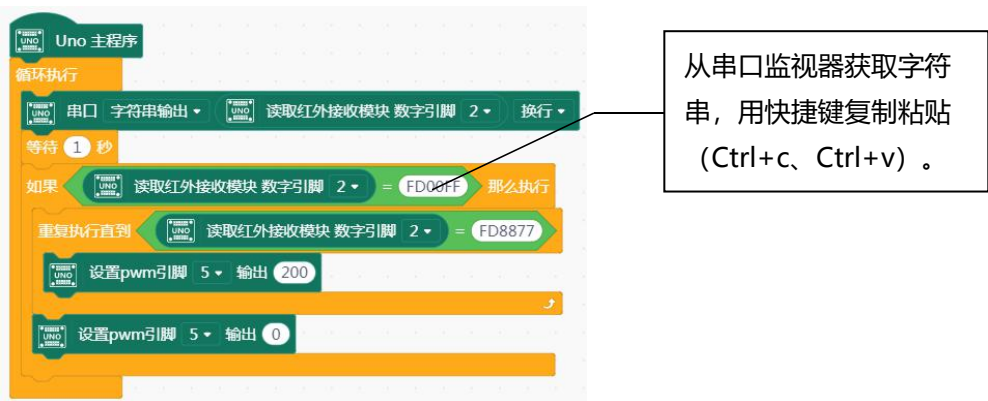 UNO Uno 主程序
循环执行
UNO 串口 字符串输出 UNO 读取红外接收模块 数字引脚 2 换行
等待 1 秒
如果 UNO 读取红外接收模块 数字引脚 2 = FD00FF 那么执行
重复执行直到 UNO 读取红外接收模块 数字引脚 2 = FD8877
UNO 设置pwm引脚 5 输出 200
UNO 设置pwm引脚 5 输出 0
从串口监视器获取字符
串，用快捷键复制粘贴
（Ctrl+c、Ctrl+v）。